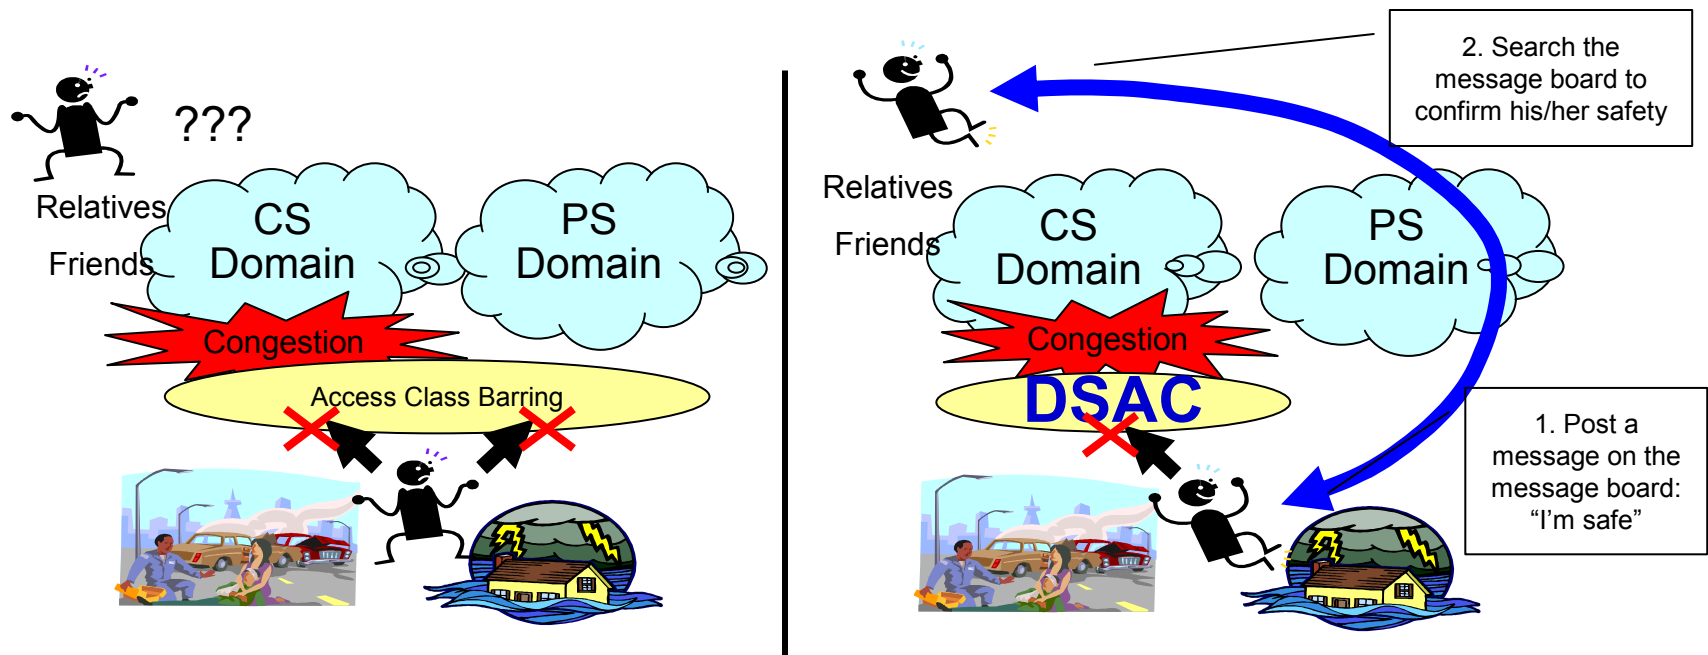 ???
Relatives
Friends
CS
Domain
PS
Domain
Congestion
Access Class Barring
2. Search the
message board to
confirm his/her safety
Relatives
Friends
CS
Domain
PS
Domain
Congestion
DSAC
1. Post a
message on the
message board:
“I’m safe”